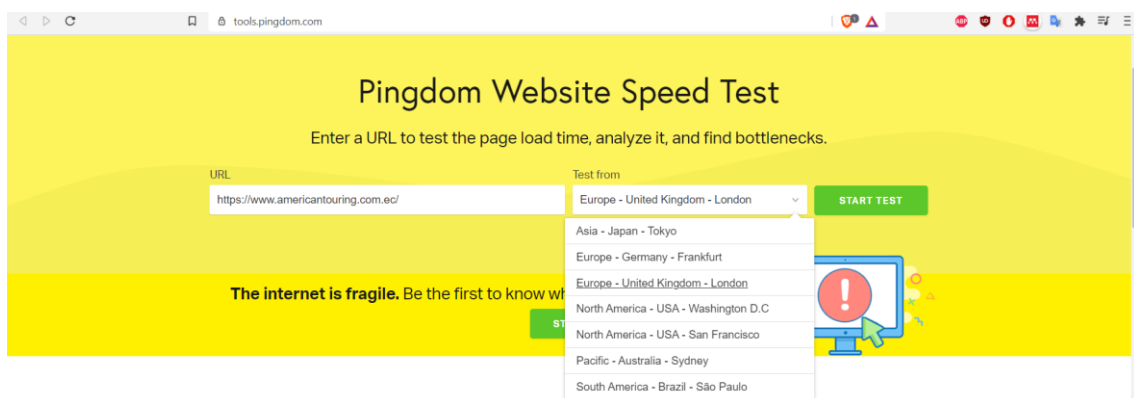 tools.pingdom.com
Pingdom Website Speed Test
Enter a URL to test the page load time, analyze it, and find bottlenecks.
URL
Test from
https://www.americantouring.com.ec/
Europe - United Kingdom - London
START TEST
Asia - Japan - Tokyo
Europe - Germany - Frankfurt
Europe - United Kingdom - London
North America - USA - Washington D.C
North America - USA - San Francisco
Pacific - Australia - Sydney
South America - Brazil - São Paulo
The internet is fragile. Be the first to know wh
ST
ABP